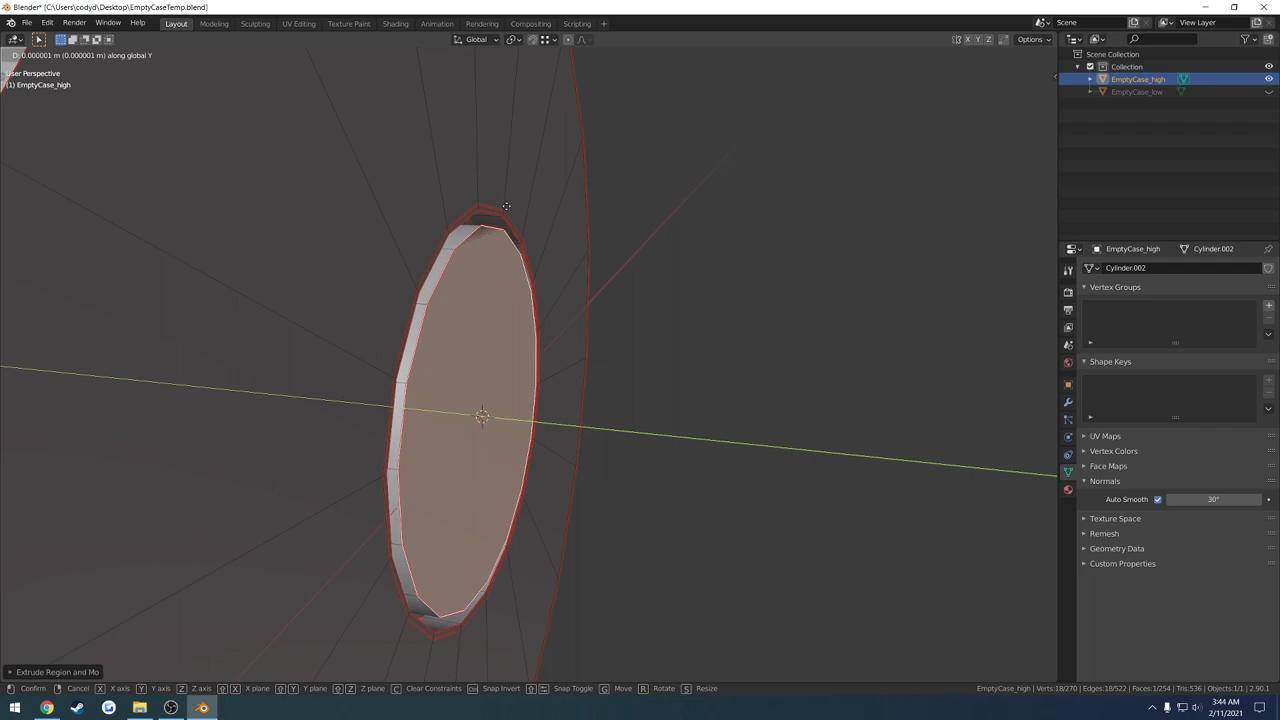 Blender* [C:\Users\codyd\Desktop\EmptyCaseTemp.blend]
File Edit Render Window Help Layout Modeling Sculpting UV Editing Texture Paint Shading Animation Rendering Compositing Scripting Scene View Layer
Global X Y Z Options
D: 0.000001 m (0.000001 m) along global Y
User Perspective
(1) EmptyCase_high
Scene Collection
Collection
EmptyCase_high
EmptyCase_low
EmptyCase_high Cylinder.002
Cylinder.002
Vertex Groups
Shape Keys
UV Maps
Vertex Colors
Face Maps
Normals
Auto Smooth 30°
Texture Space
Remesh
Geometry Data
Custom Properties
Extrude Region and Mo
Confirm Cancel X X axis Y Y axis Z Z axis X X plane Y Y plane Z Z plane C Clear Constraints Snap Invert Snap Toggle G Move R Rotate S Resize EmptyCase_high | Verts:18/270 | Edges:18/522 | Faces:1/254 | Tris:536 | Objects:1/1 | 2.90.1
3:44 AM
2/11/2021